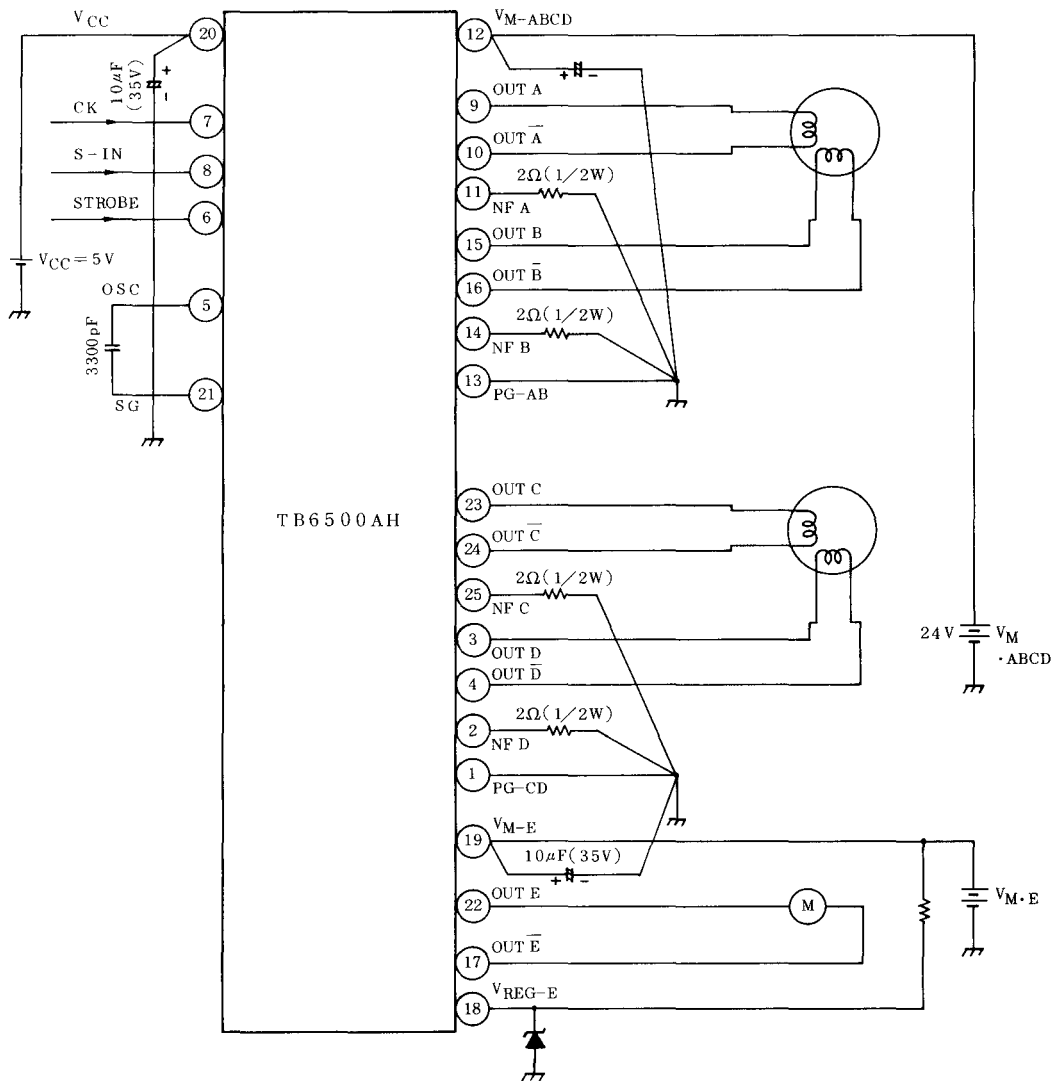 VCC
20
10μF
(35V)
+
-
CK
7
S-IN
8
STROBE
6
VCC=5V
OSC
5
3300pF
SG
21
TB6500AH
12
VM-ABCD
+ -
9
OUT A
10
OUT A̅
2Ω(1/2W)
11
NF A
15
OUT B
16
OUT B̅
2Ω(1/2W)
14
NF B
13
PG-AB
23
OUT C
24
OUT C̅
2Ω(1/2W)
25
NF C
3
OUT D
4
OUT D̅
2Ω(1/2W)
2
NF D
1
PG-CD
24V
VM
·ABCD
19
VM-E
10μF(35V)
+ -
22
OUT E
M
VM·E
17
OUT E̅
18
VREG-E